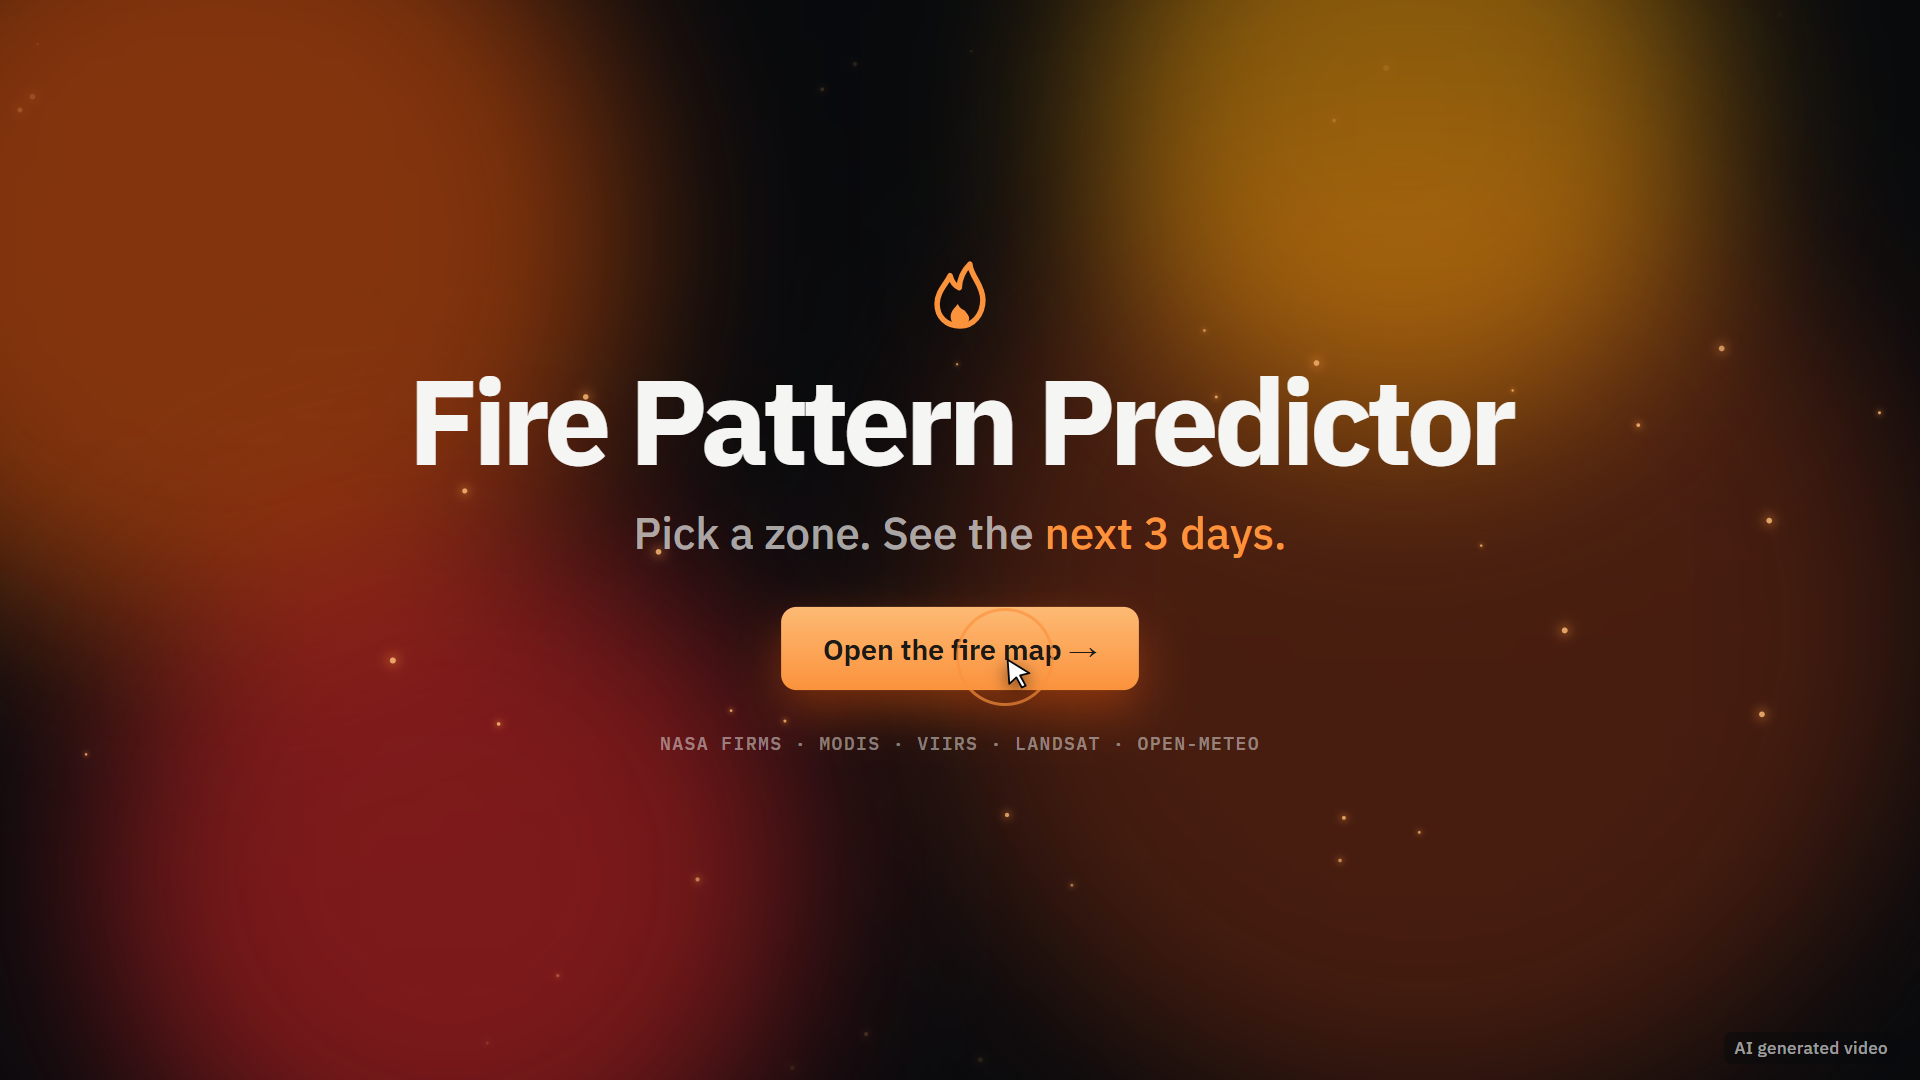 Fire Pattern Predictor
Pick a zone. See the next 3 days.
Open the fire map →
NASA FIRMS · MODIS · VIIRS · LANDSAT · OPEN-METEO
AI generated video